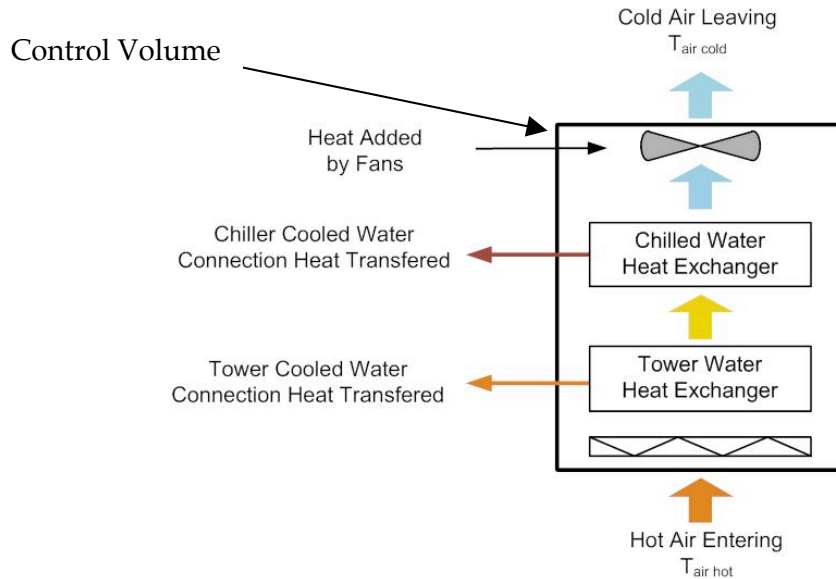 Cold Air Leaving
T air cold
Control Volume
Heat Added
by Fans
Chiller Cooled Water
Connection Heat Transfered
Chilled Water
Heat Exchanger
Tower Cooled Water
Connection Heat Transfered
Tower Water
Heat Exchanger
Hot Air Entering
T air hot